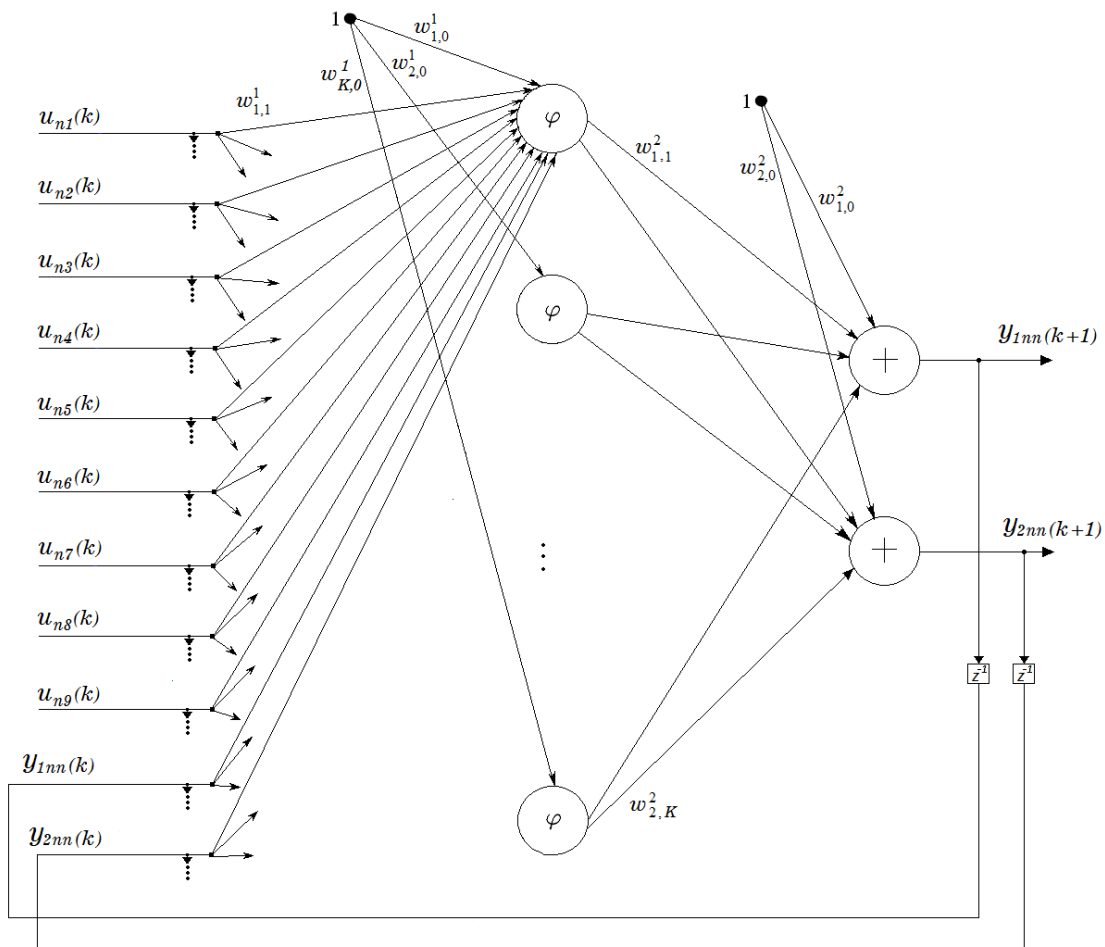 1
w^1_{1,0}
w^1_{2,0}
w^1_{K,0}
w^1_{1,1}
1
u_{n1}(k)
u_{n2}(k)
u_{n3}(k)
u_{n4}(k)
u_{n5}(k)
u_{n6}(k)
u_{n7}(k)
u_{n8}(k)
u_{n9}(k)
y_{1nn}(k)
y_{2nn}(k)
φ
φ
φ
w^2_{1,1}
w^2_{2,0}
w^2_{1,0}
w^2_{2,K}
+
+
y_{1nn}(k+1)
y_{2nn}(k+1)
z^{-1}
z^{-1}